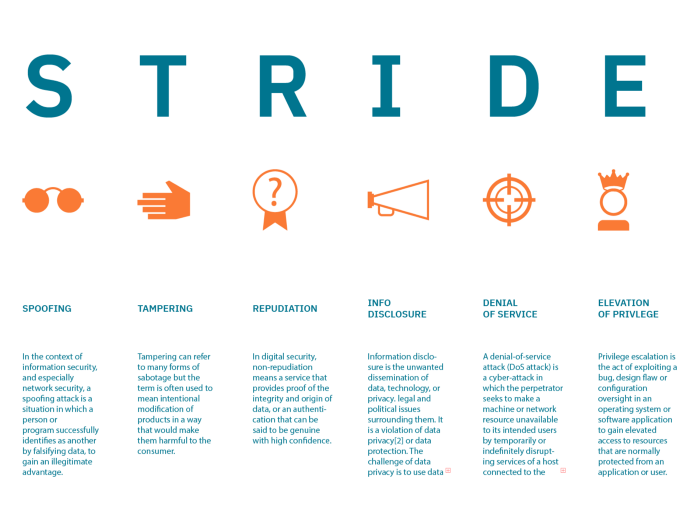 S T R I D E
?
SPOOFING
TAMPERING
REPUDIATION
INFO
DISCLOSURE
DENIAL
OF SERVICE
ELEVATION
OF PRIVLEGE
In the context of
information security,
and especially
network security, a
spoofing attack is a
situation in which a
person or
program successfully
identifies as another
by falsifying data, to
gain an illegitimate
advantage.
Tampering can refer
to many forms of
sabotage but the
term is often used to
mean intentional
modification of
products in a way
that would make
them harmful to the
consumer.
In digital security,
non-repudiation
means a service that
provides proof of the
integrity and origin of
data, or an authenti-
cation that can be
said to be genuine
with high confidence.
Information disclo-
sure is the unwanted
dissemination of
data, technology, or
privacy. legal and
political issues
surrounding them. It
is a violation of data
privacy[2] or data
protection. The
challenge of data
privacy is to use data
A denial-of-service
attack (DoS attack) is
a cyber-attack in
which the perpetrator
seeks to make a
machine or network
resource unavailable
to its intended users
by temporarily or
indefinitely disrupt-
ing services of a host
connected to the
Privilege escalation is
the act of exploiting a
bug, design flaw or
configuration
oversight in an
operating system or
software application
to gain elevated
access to resources
that are normally
protected from an
application or user.